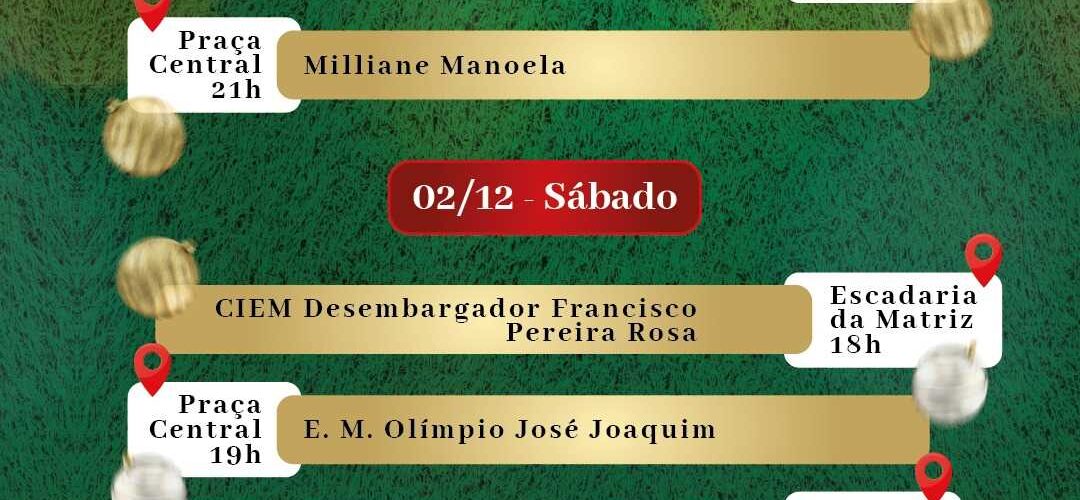 Praça
Central
21h
Milliane Manoela
02/12 - Sábado
CIEM Desembargador Francisco
Pereira Rosa
Escadaria
da Matriz
18h
Praça
Central
19h
E. M. Olímpio José Joaquim